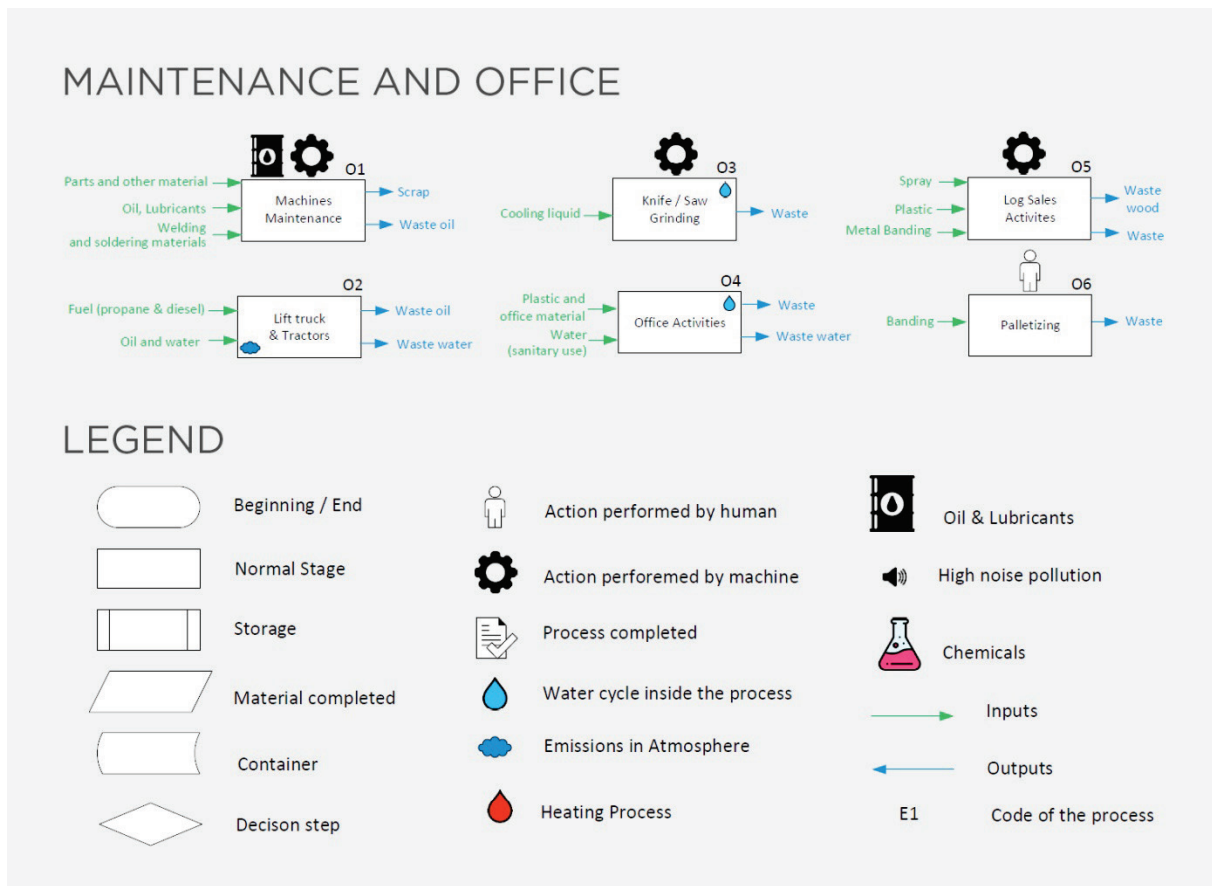 MAINTENANCE AND OFFICE
O1
Parts and other material
Oil, Lubricants
Welding
and soldering materials
Machines
Maintenance
Scrap
Waste oil
O3
Cooling liquid
Knife / Saw
Grinding
Waste
O5
Spray
Plastic
Metal Banding
Log Sales
Activites
Waste
wood
Waste
O2
Fuel (propane & diesel)
Oil and water
Lift truck
& Tractors
Waste oil
Waste water
O4
Plastic and
office material
Water
(sanitary use)
Office Activities
Waste
Waste water
O6
Banding
Palletizing
Waste
LEGEND
Beginning / End
Normal Stage
Storage
Material completed
Container
Decison step
Action performed by human
Action perforemed by machine
Process completed
Water cycle inside the process
Emissions in Atmosphere
Heating Process
Oil & Lubricants
High noise pollution
Chemicals
Inputs
Outputs
E1
Code of the process